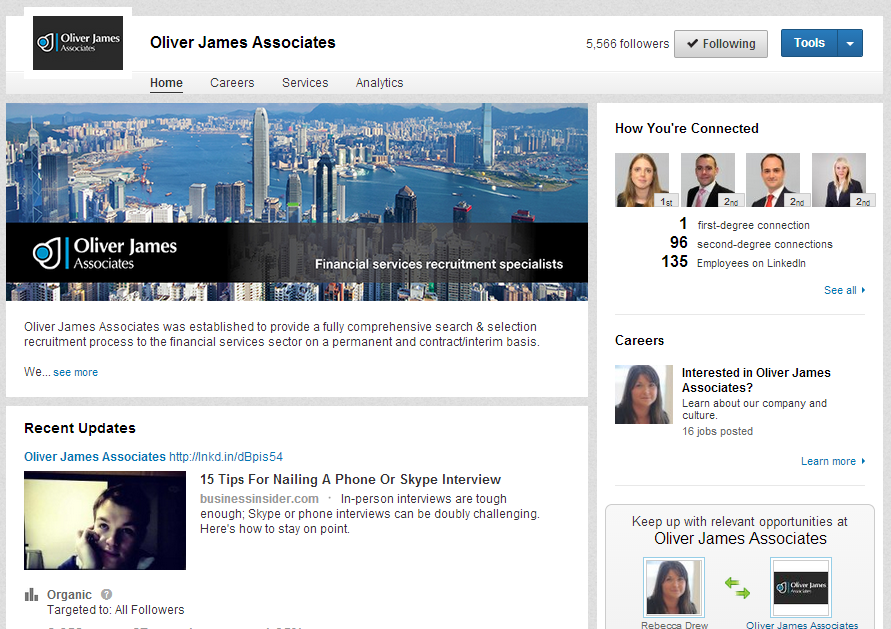 Oliver James
Associates
Oliver James Associates
5,566 followers
Following
Tools
Home
Careers
Services
Analytics
Oliver James
Associates
Financial services recruitment specialists
Oliver James Associates was established to provide a fully comprehensive search & selection
recruitment process to the financial services sector on a permanent and contract/interim basis.
We... see more
Recent Updates
Oliver James Associates http://lnkd.in/dBpis54
15 Tips For Nailing A Phone Or Skype Interview
businessinsider.com · In-person interviews are tough
enough; Skype or phone interviews can be doubly challenging.
Here's how to stay on point.
Organic ?
Targeted to: All Followers
How You're Connected
1st
2nd
2nd
2nd
1 first-degree connection
96 second-degree connections
135 Employees on LinkedIn
See all
Careers
Interested in Oliver James
Associates?
Learn about our company and
culture.
16 jobs posted
Learn more
Keep up with relevant opportunities at
Oliver James Associates
Oliver James
Associates
Rebecca Drew
Oliver James Associates